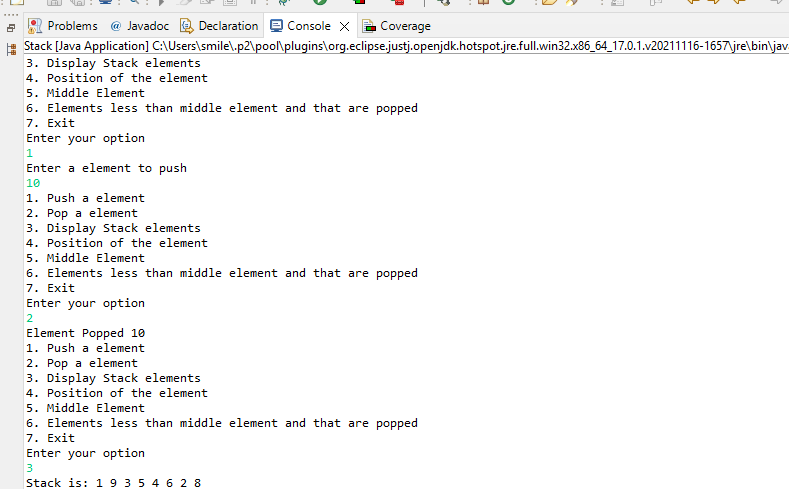 Problems @ Javadoc Declaration Console Coverage
Stack [Java Application] C:\Users\smile\.p2\pool\plugins\org.eclipse.justj.openjdk.hotspot.jre.full.win32.x86_64_17.0.1.v20211116-1657\jre\bin\jav
3. Display Stack elements
4. Position of the element
5. Middle Element
6. Elements less than middle element and that are popped
7. Exit
Enter your option
1
Enter a element to push
10
1. Push a element
2. Pop a element
3. Display Stack elements
4. Position of the element
5. Middle Element
6. Elements less than middle element and that are popped
7. Exit
Enter your option
2
Element Popped 10
1. Push a element
2. Pop a element
3. Display Stack elements
4. Position of the element
5. Middle Element
6. Elements less than middle element and that are popped
7. Exit
Enter your option
3
Stack is: 1 9 3 5 4 6 2 8